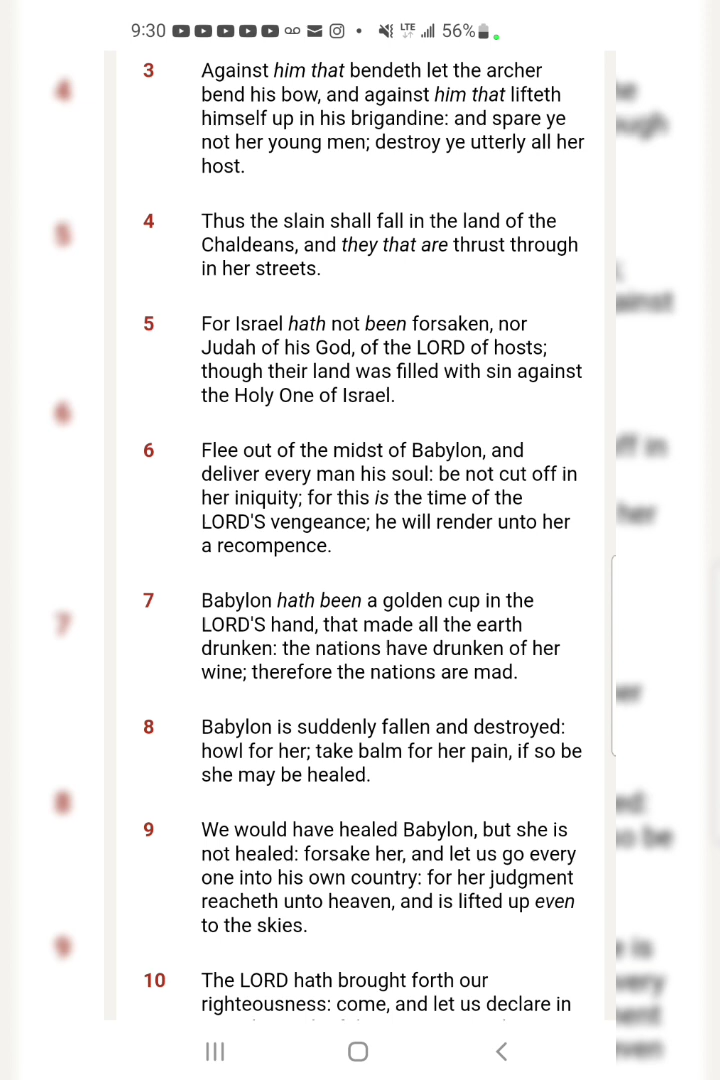 9:30
LTE
56%
3 Against him that bendeth let the archer
bend his bow, and against him that lifteth
himself up in his brigandine: and spare ye
not her young men; destroy ye utterly all her
host.
4 Thus the slain shall fall in the land of the
Chaldeans, and they that are thrust through
in her streets.
5 For Israel hath not been forsaken, nor
Judah of his God, of the LORD of hosts;
though their land was filled with sin against
the Holy One of Israel.
6 Flee out of the midst of Babylon, and
deliver every man his soul: be not cut off in
her iniquity; for this is the time of the
LORD'S vengeance; he will render unto her
a recompence.
7 Babylon hath been a golden cup in the
LORD'S hand, that made all the earth
drunken: the nations have drunken of her
wine; therefore the nations are mad.
8 Babylon is suddenly fallen and destroyed:
howl for her; take balm for her pain, if so be
she may be healed.
9 We would have healed Babylon, but she is
not healed: forsake her, and let us go every
one into his own country: for her judgment
reacheth unto heaven, and is lifted up even
to the skies.
10 The LORD hath brought forth our
righteousness: come, and let us declare in